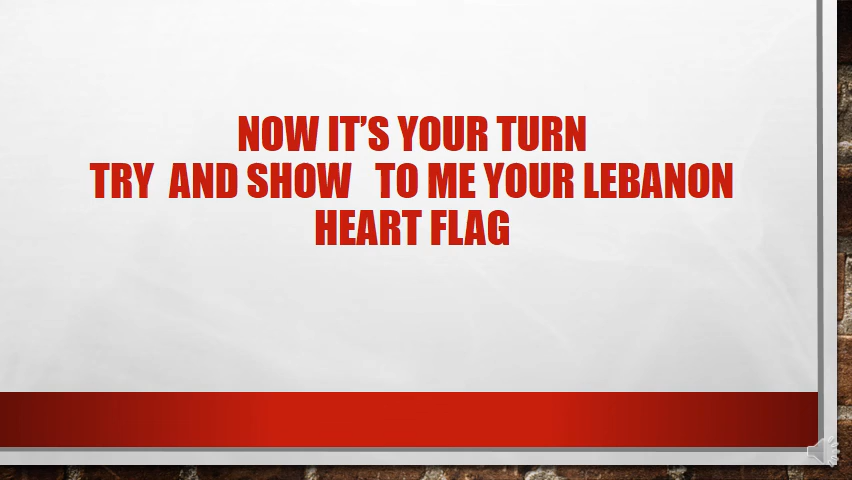 NOW IT’S YOUR TURN
TRY AND SHOW TO ME YOUR LEBANON
HEART FLAG